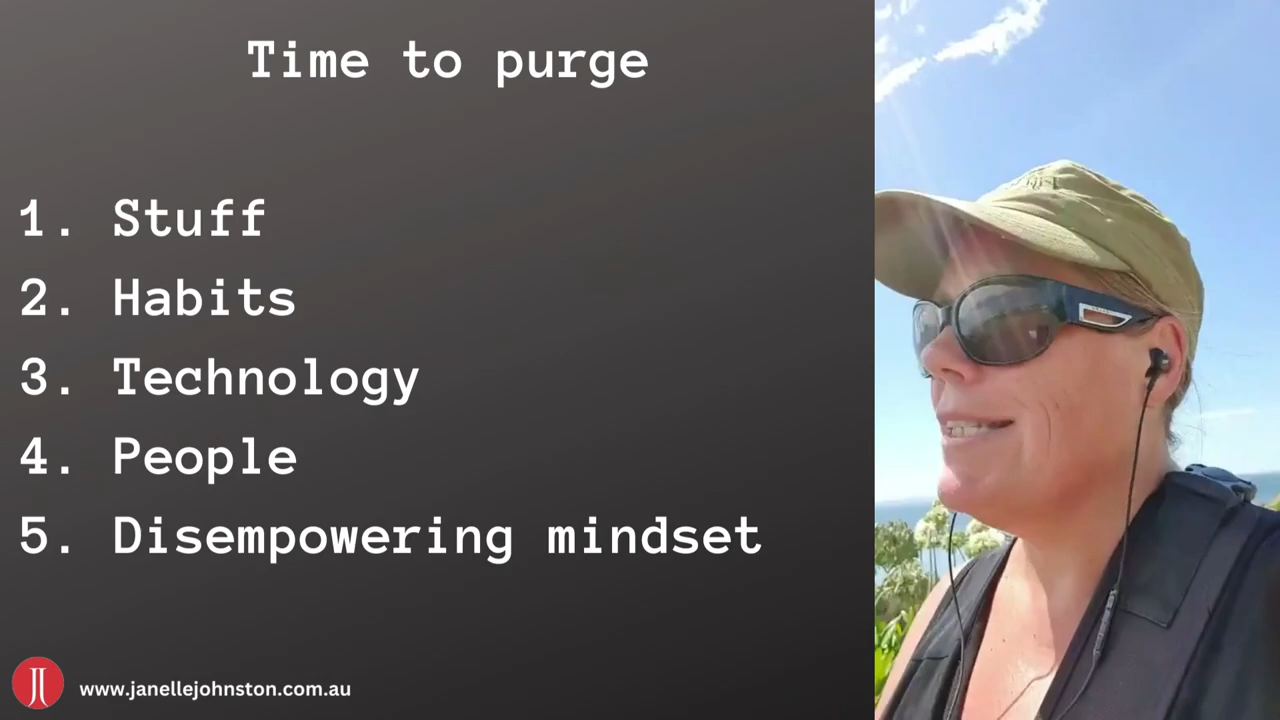 Time to purge
1. Stuff
2. Habits
3. Technology
4. People
5. Disempowering mindset
www.janellejohnston.com.au